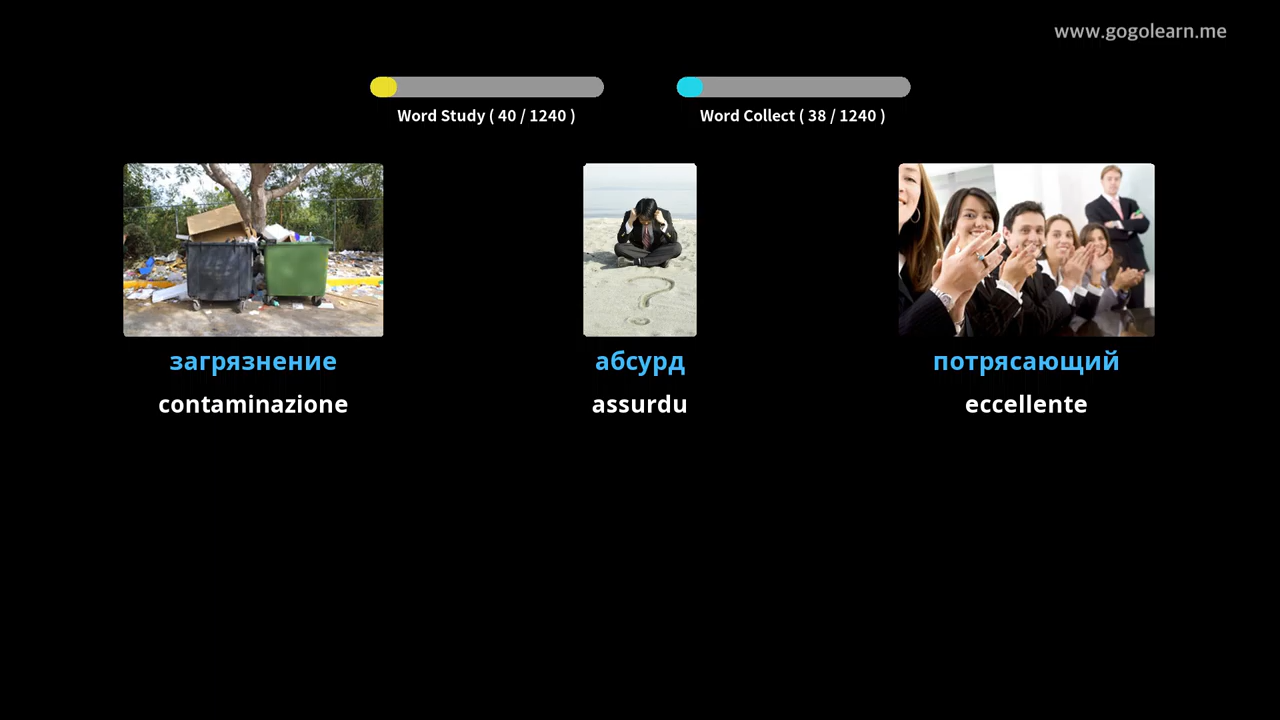 www.gogolearn.me
Word Study ( 40 / 1240 )
Word Collect ( 38 / 1240 )
загрязнение
contaminazione
абсурд
assurdu
потрясающий
eccellente